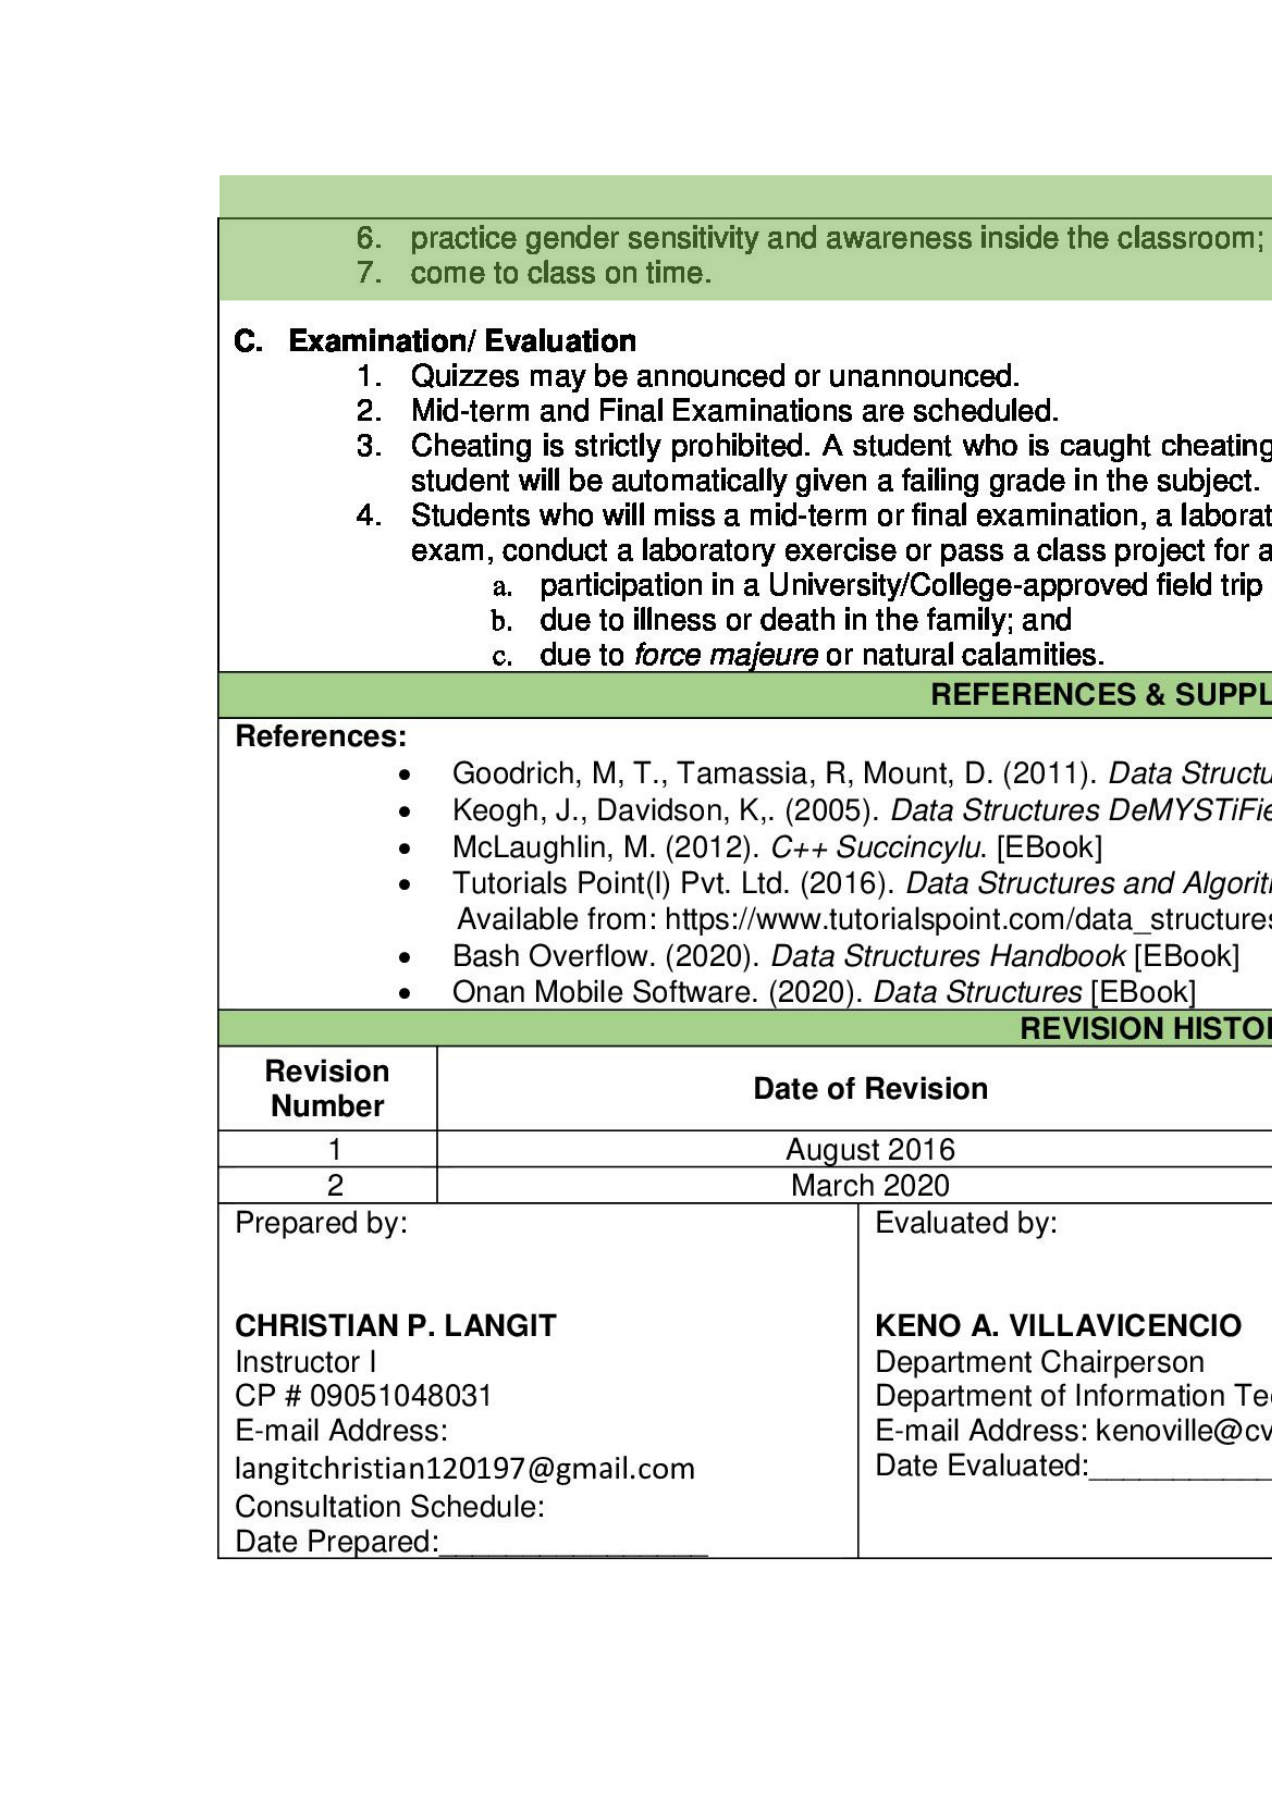 6. practice gender sensitivity and awareness inside the classroom;
7. come to class on time.
C. Examination/ Evaluation
1. Quizzes may be announced or unannounced.
2. Mid-term and Final Examinations are scheduled.
3. Cheating is strictly prohibited. A student who is caught cheating
student will be automatically given a failing grade in the subject.
4. Students who will miss a mid-term or final examination, a laborat
exam, conduct a laboratory exercise or pass a class project for a
a. participation in a University/College-approved field trip
b. due to illness or death in the family; and
c. due to force majeure or natural calamities.
REFERENCES & SUPPL
References:
• Goodrich, M, T., Tamassia, R, Mount, D. (2011). Data Structu
• Keogh, J., Davidson, K,. (2005). Data Structures DeMYSTiFie
• McLaughlin, M. (2012). C++ Succincylu. [EBook]
• Tutorials Point(I) Pvt. Ltd. (2016). Data Structures and Algorit
Available from: https://www.tutorialspoint.com/data_structures
• Bash Overflow. (2020). Data Structures Handbook [EBook]
• Onan Mobile Software. (2020). Data Structures [EBook]
REVISION HISTO
Revision
Number
Date of Revision
1 August 2016
2 March 2020
Prepared by:
CHRISTIAN P. LANGIT
Instructor I
CP # 09051048031
E-mail Address:
langitchristian120197@gmail.com
Consultation Schedule:
Date Prepared:________________
Evaluated by:
KENO A. VILLAVICENCIO
Department Chairperson
Department of Information Te
E-mail Address: kenoville@cv
Date Evaluated:___________